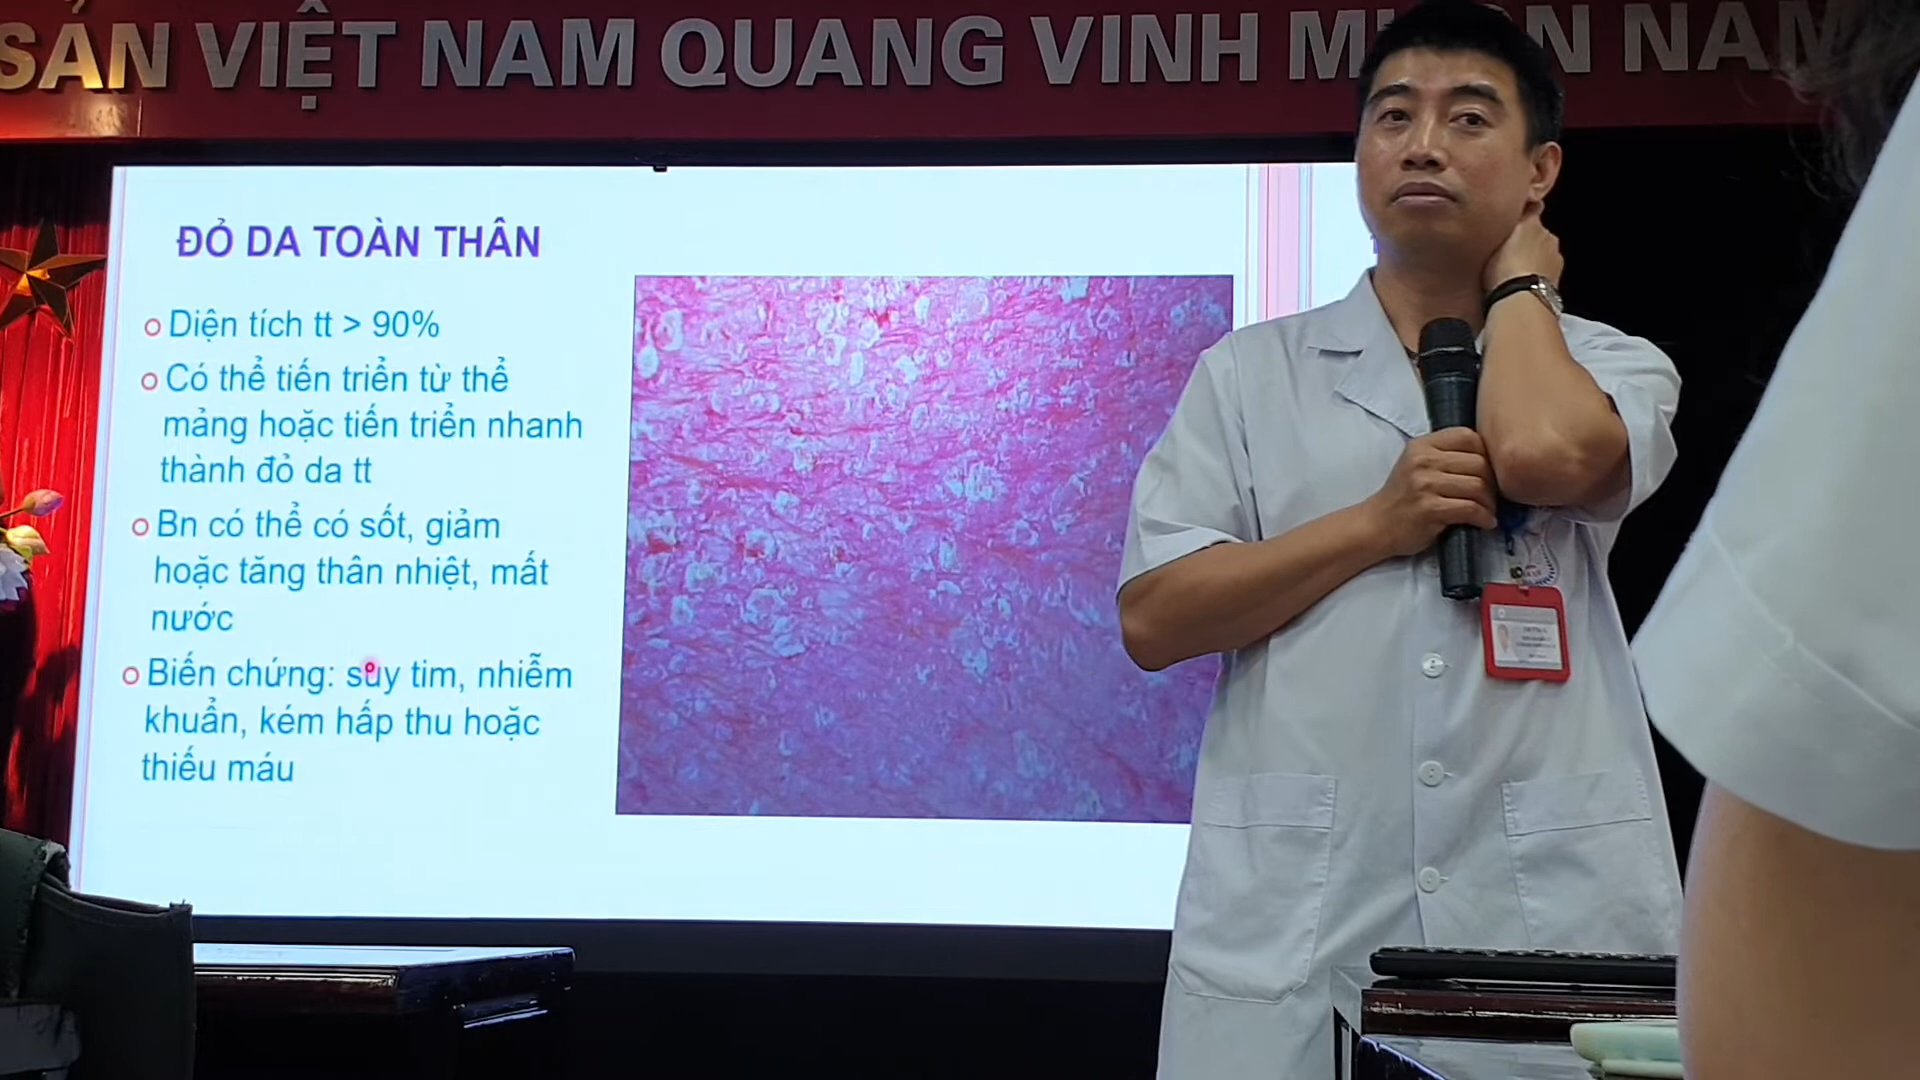 SẢN VIỆT NAM QUANG VINH M N NĂM
ĐỎ DA TOÀN THÂN
Diện tích tt > 90%
Có thể tiến triển từ thể
mảng hoặc tiến triển nhanh
thành đỏ da tt
Bn có thể có sốt, giảm
hoặc tăng thân nhiệt, mất
nước
Biến chứng: suy tim, nhiễm
khuẩn, kém hấp thu hoặc
thiếu máu